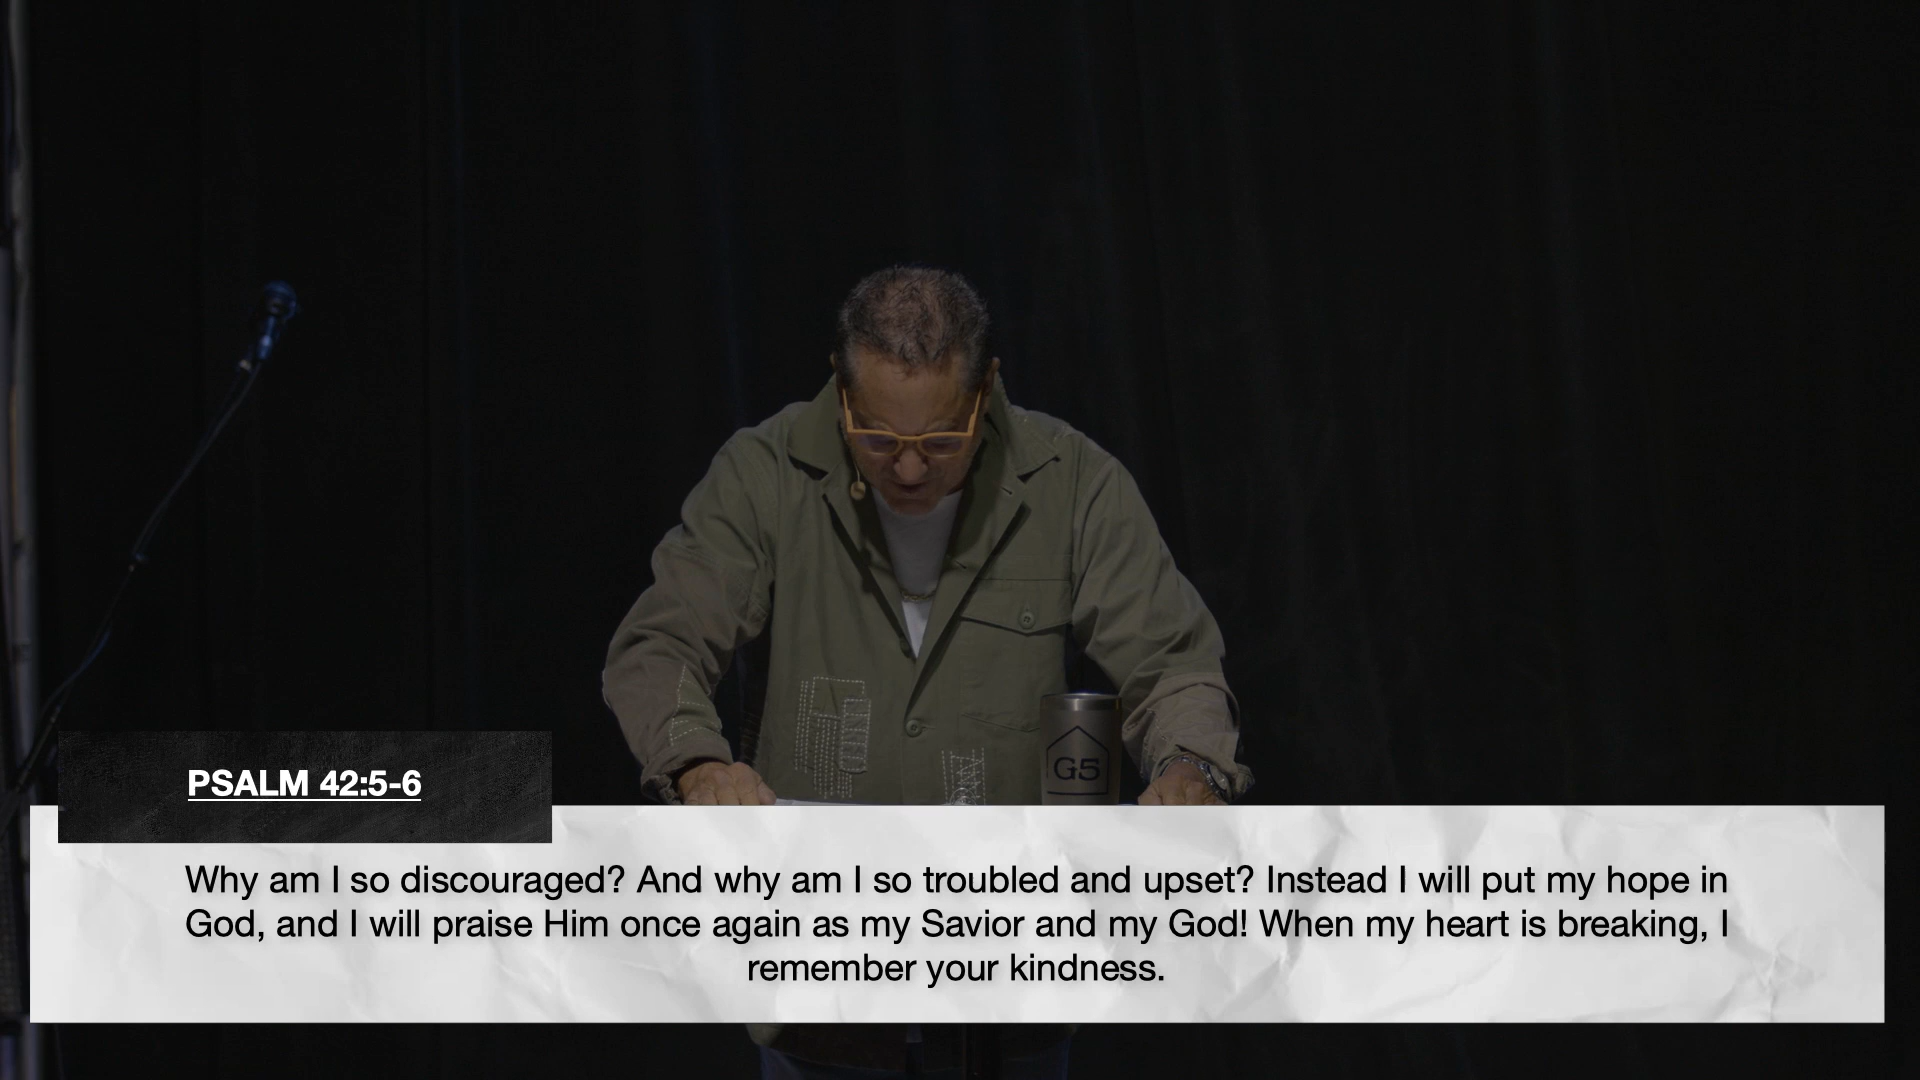 G5
PSALM 42:5-6
Why am I so discouraged? And why am I so troubled and upset? Instead I will put my hope in
God, and I will praise Him once again as my Savior and my God! When my heart is breaking, I
remember your kindness.